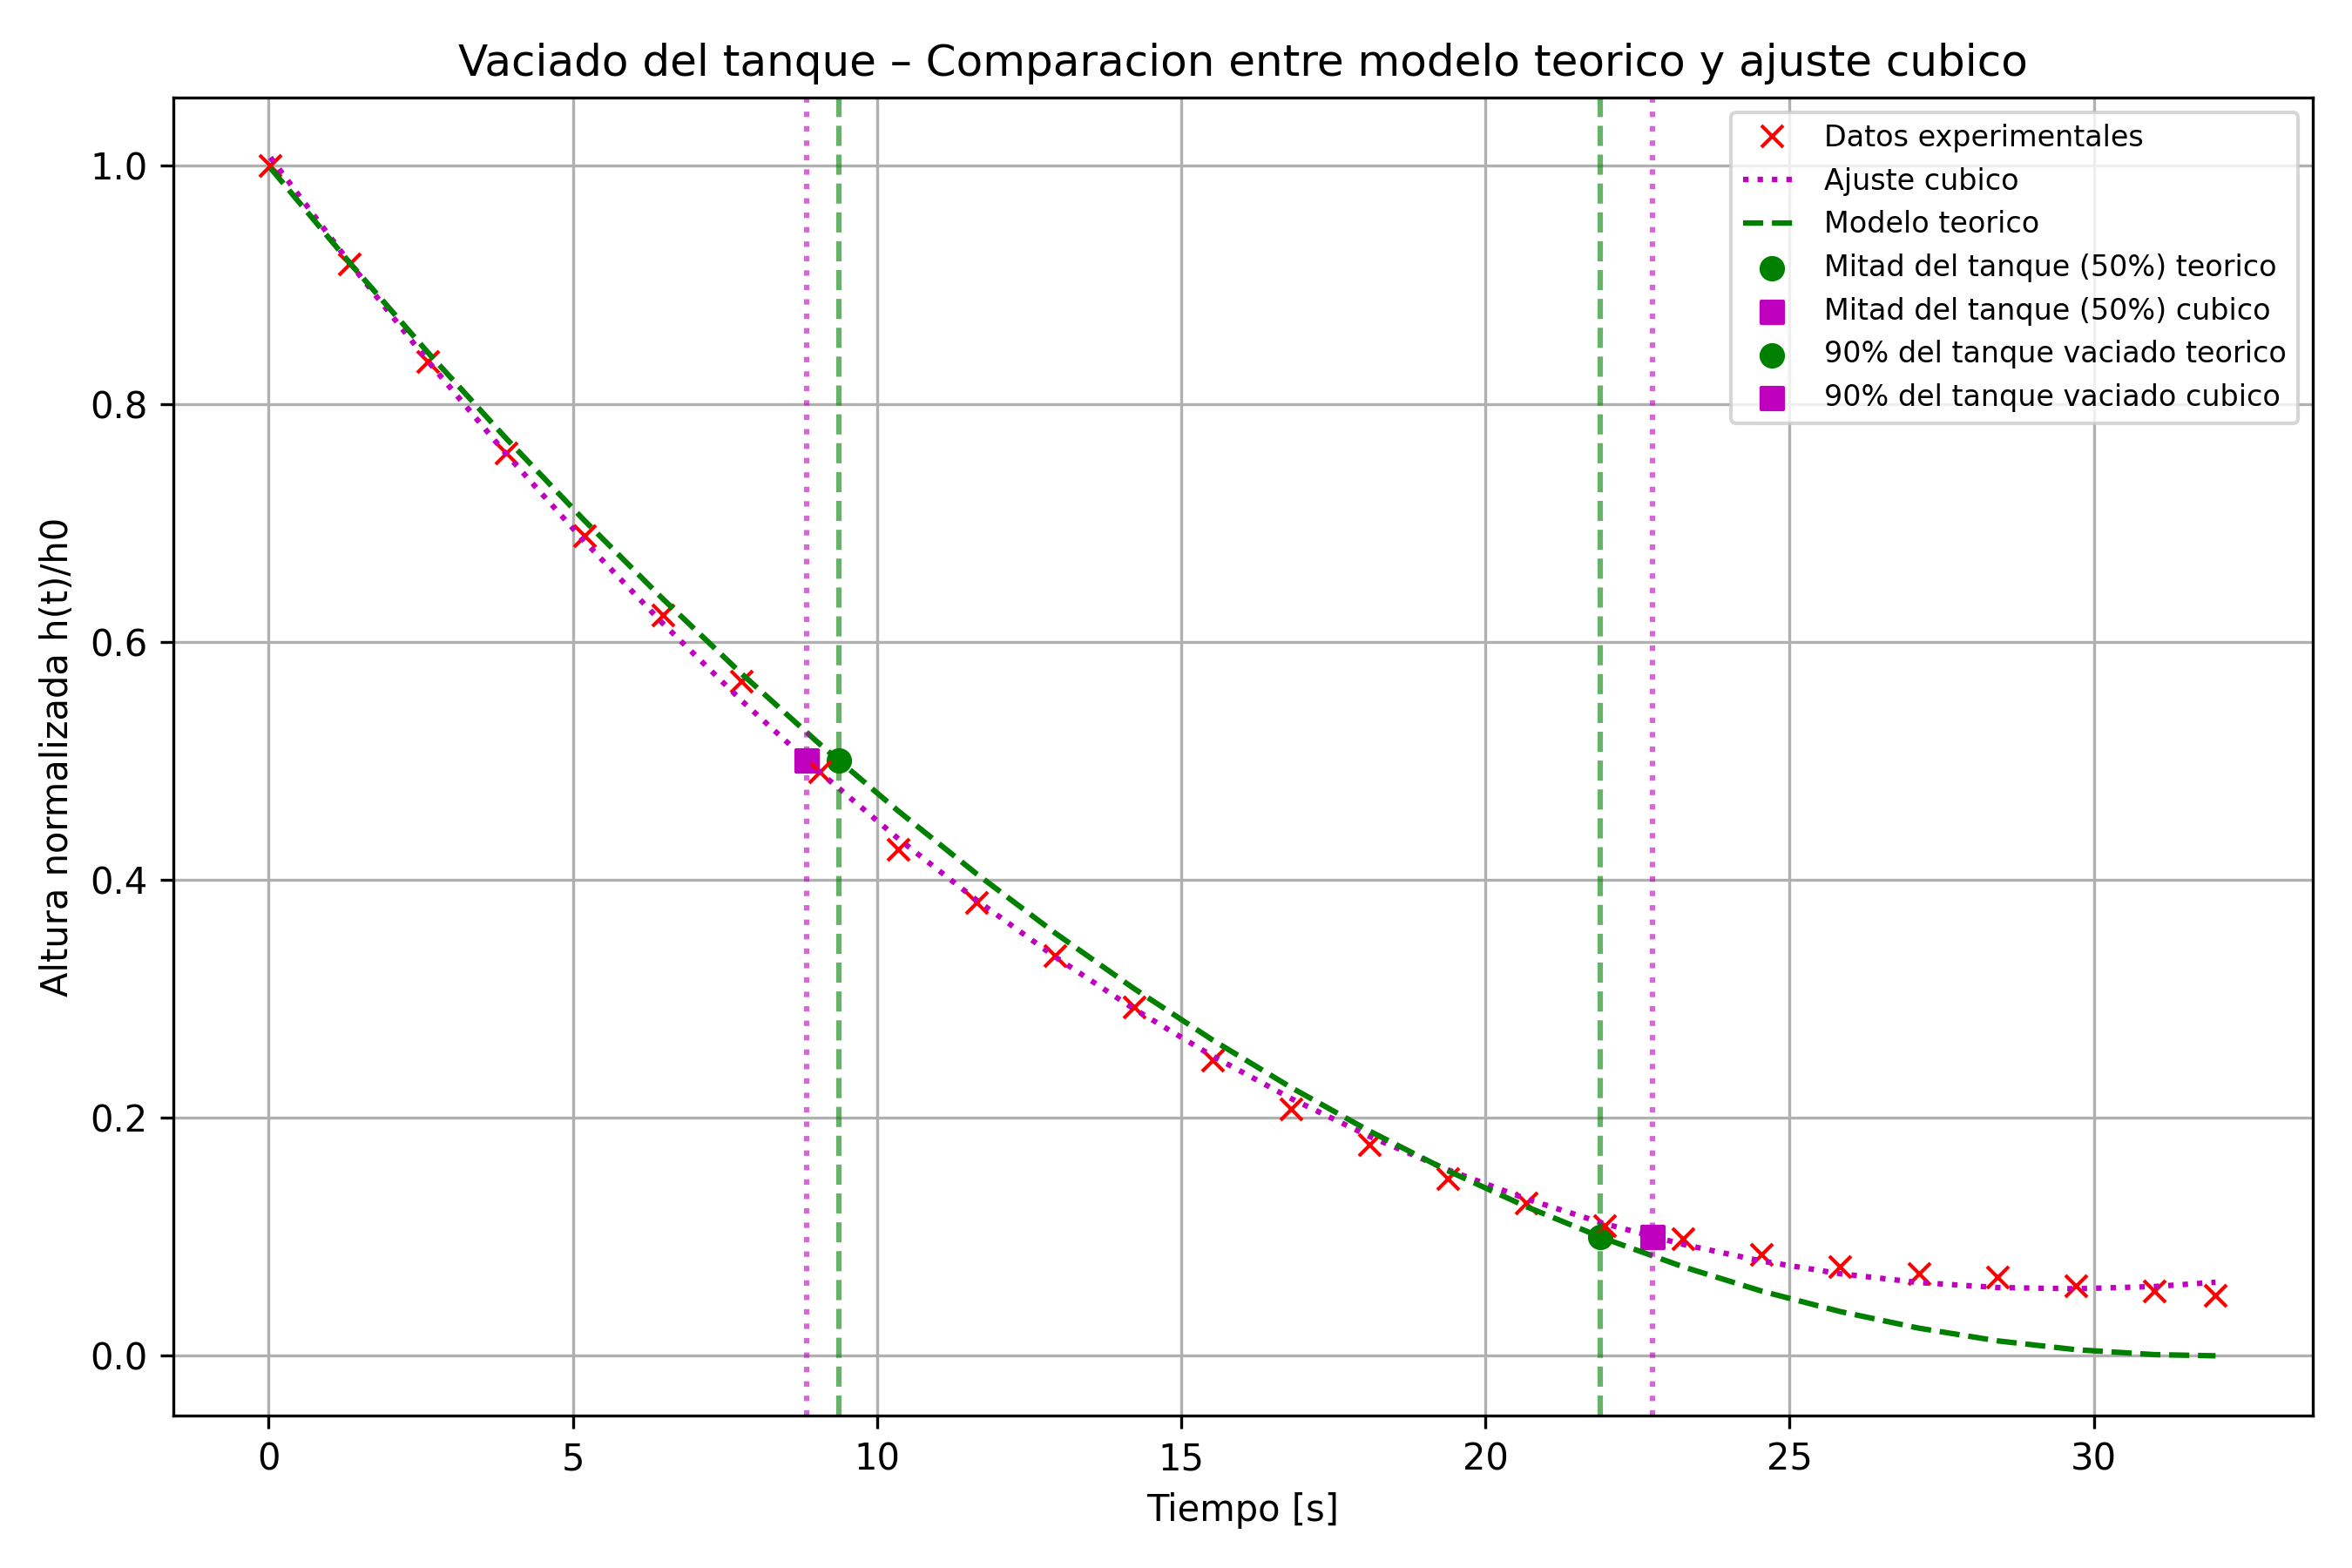 Vaciado del tanque – Comparacion entre modelo teorico y ajuste cubico
Altura normalizada h(t)/h0
1.0
0.8
0.6
0.4
0.2
0.0
Datos experimentales
Ajuste cubico
Modelo teorico
Mitad del tanque (50%) teorico
Mitad del tanque (50%) cubico
90% del tanque vaciado teorico
90% del tanque vaciado cubico
0 5 10 15 20 25 30
Tiempo [s]